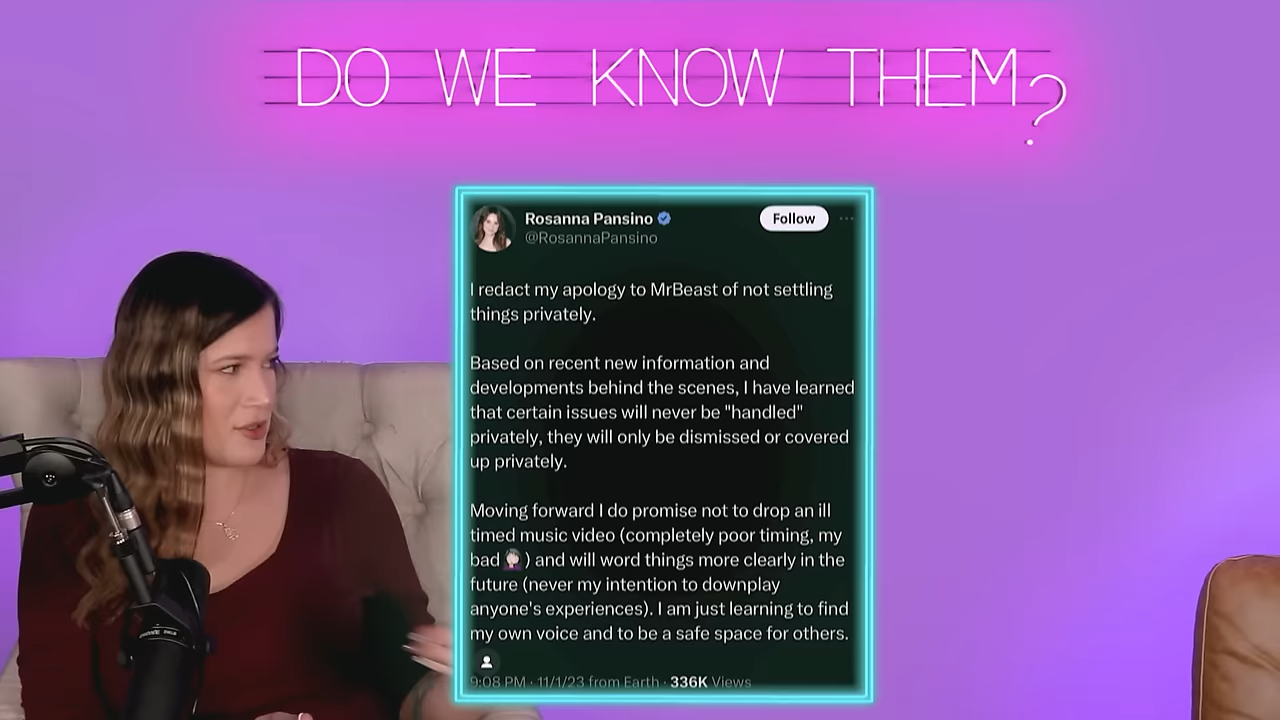 DO WE KNOW THEM?
Rosanna Pansino
@RosannaPansino
Follow
I redact my apology to MrBeast of not settling
things privately.
Based on recent new information and
developments behind the scenes, I have learned
that certain issues will never be "handled"
privately, they will only be dismissed or covered
up privately.
Moving forward I do promise not to drop an ill
timed music video (completely poor timing, my
bad 🤦🏻‍♀️) and will word things more clearly in the
future (never my intention to downplay
anyone's experiences). I am just learning to find
my own voice and to be a safe space for others.
9:08 PM · 11/1/23 from Earth · 336K Views